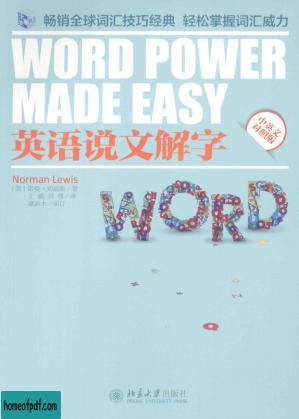 畅销全球词汇技巧经典 轻松掌握词汇威力
WORD POWER
MADE EASY
中英文
对照版
英语说文解字
Norman Lewis
WORD
北京大学出版社
homeofpdf.com